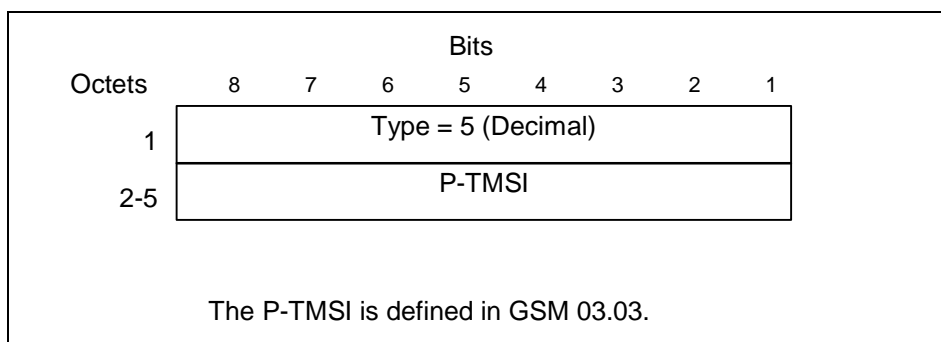 Bits
Octets 8 7 6 5 4 3 2 1
1 Type = 5 (Decimal)
2-5 P-TMSI
The P-TMSI is defined in GSM 03.03.